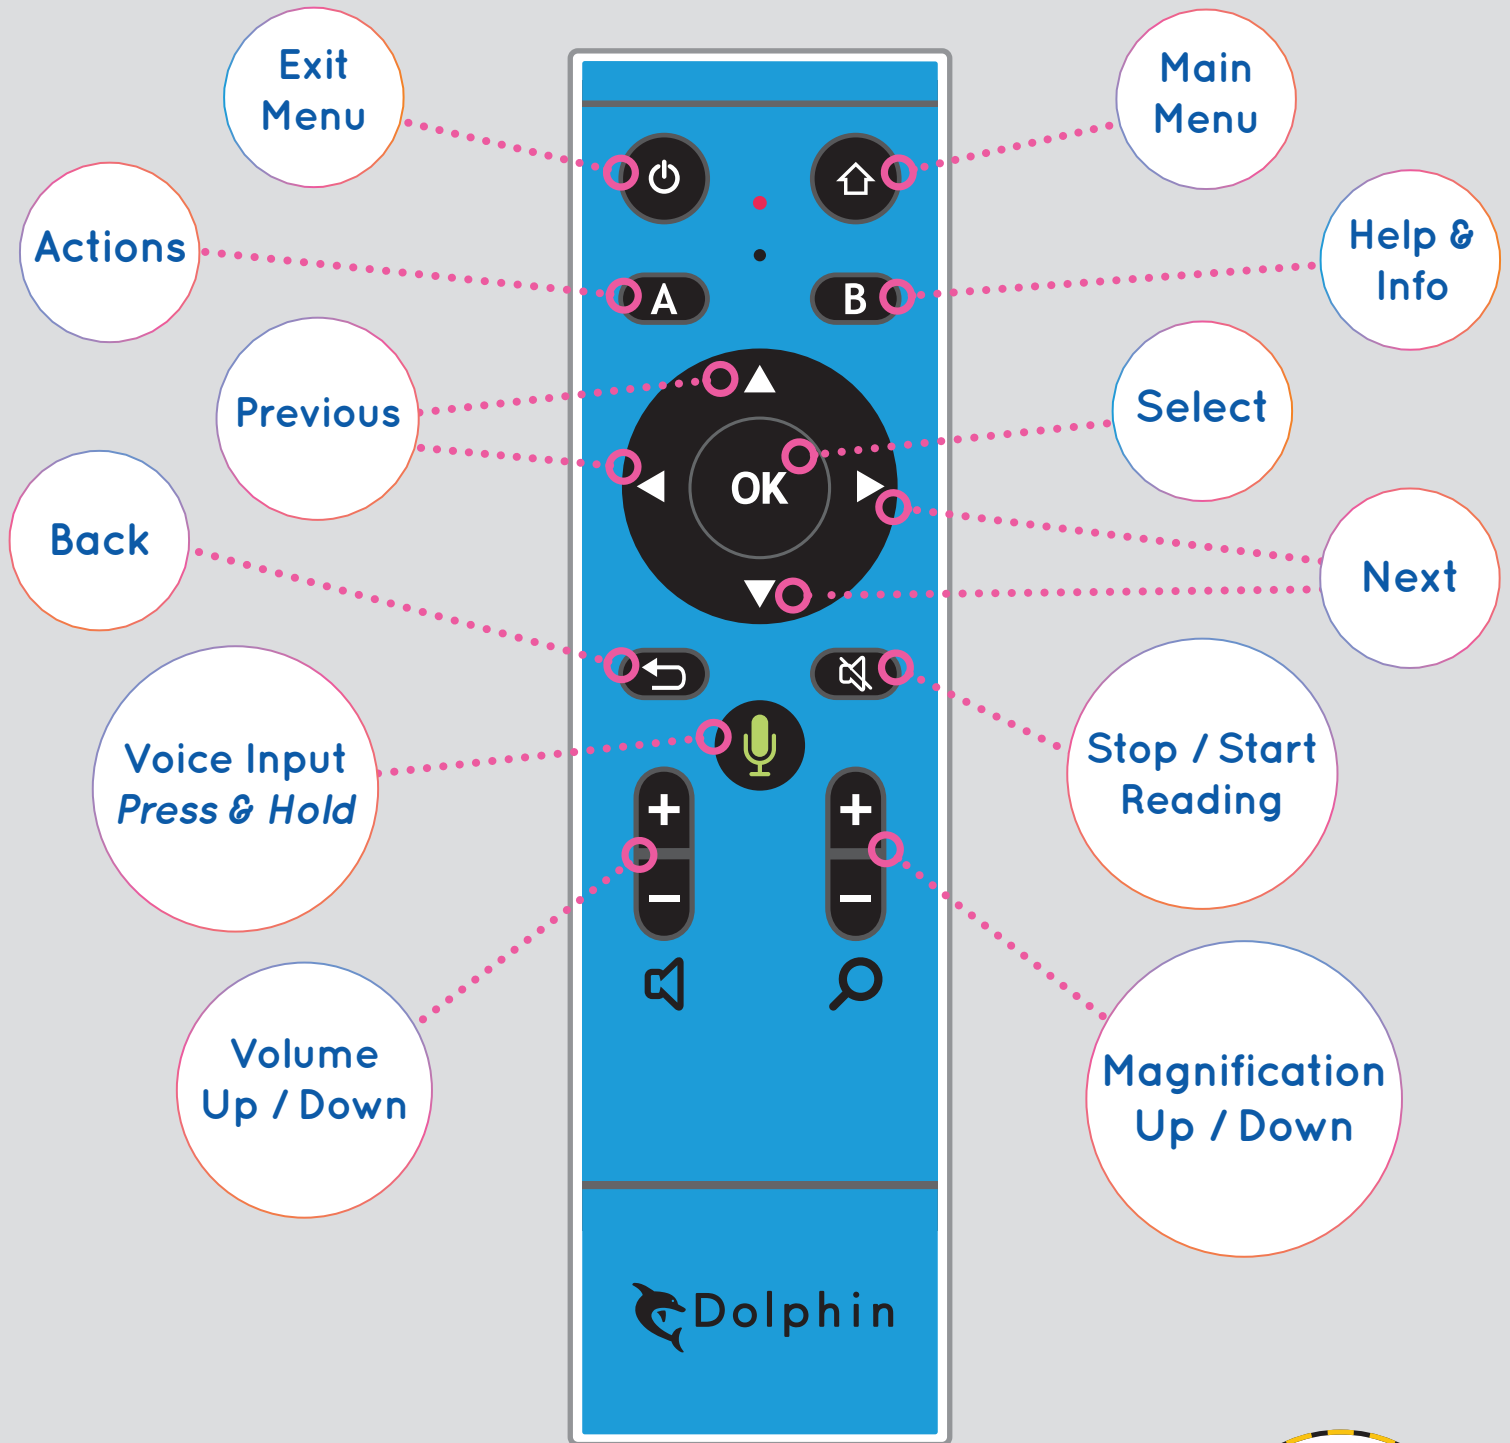 Exit
Menu
Main
Menu
Actions
A
B
Help &
Info
Previous
Select
OK
Back
Next
Voice Input
Press & Hold
Stop / Start
Reading
+
+
−
−
Volume
Up / Down
Magnification
Up / Down
Dolphin